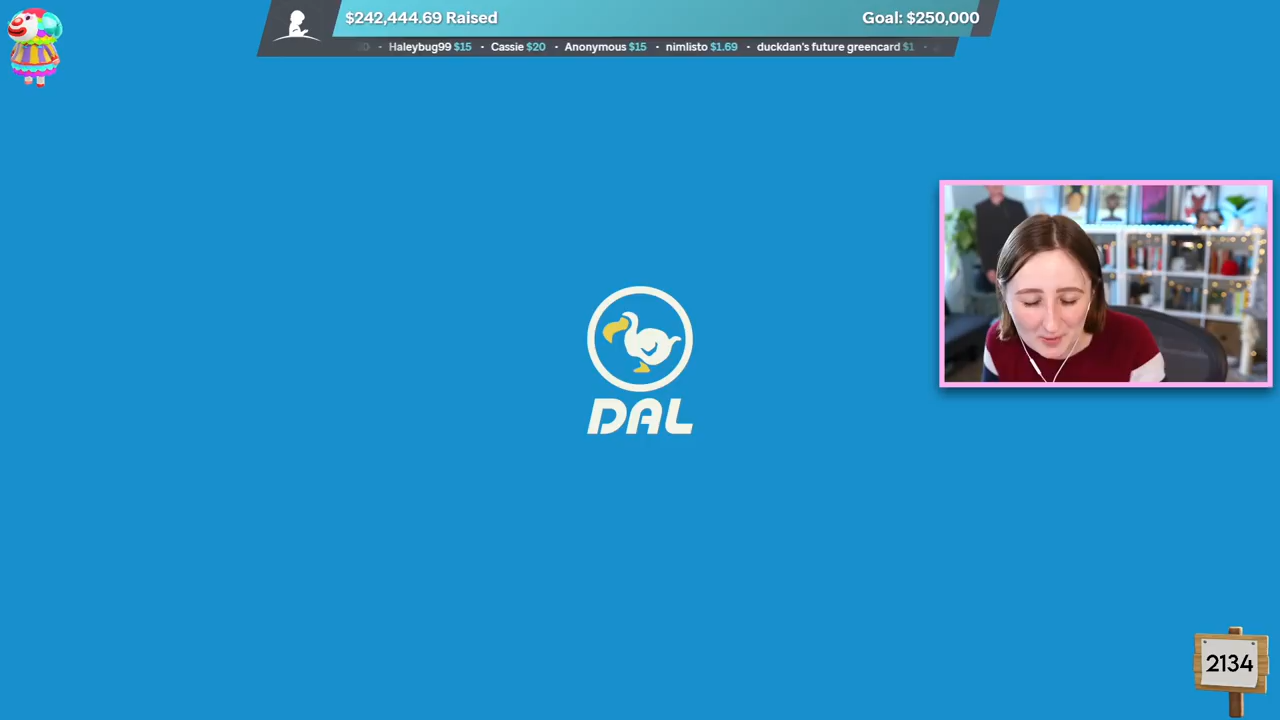 $242,444.69 Raised
Goal: $250,000
· Haleybug99 $15 · Cassie $20 · Anonymous $15 · nimlisto $1.69 · duckdan's future greencard $1 ·
DAL
2134